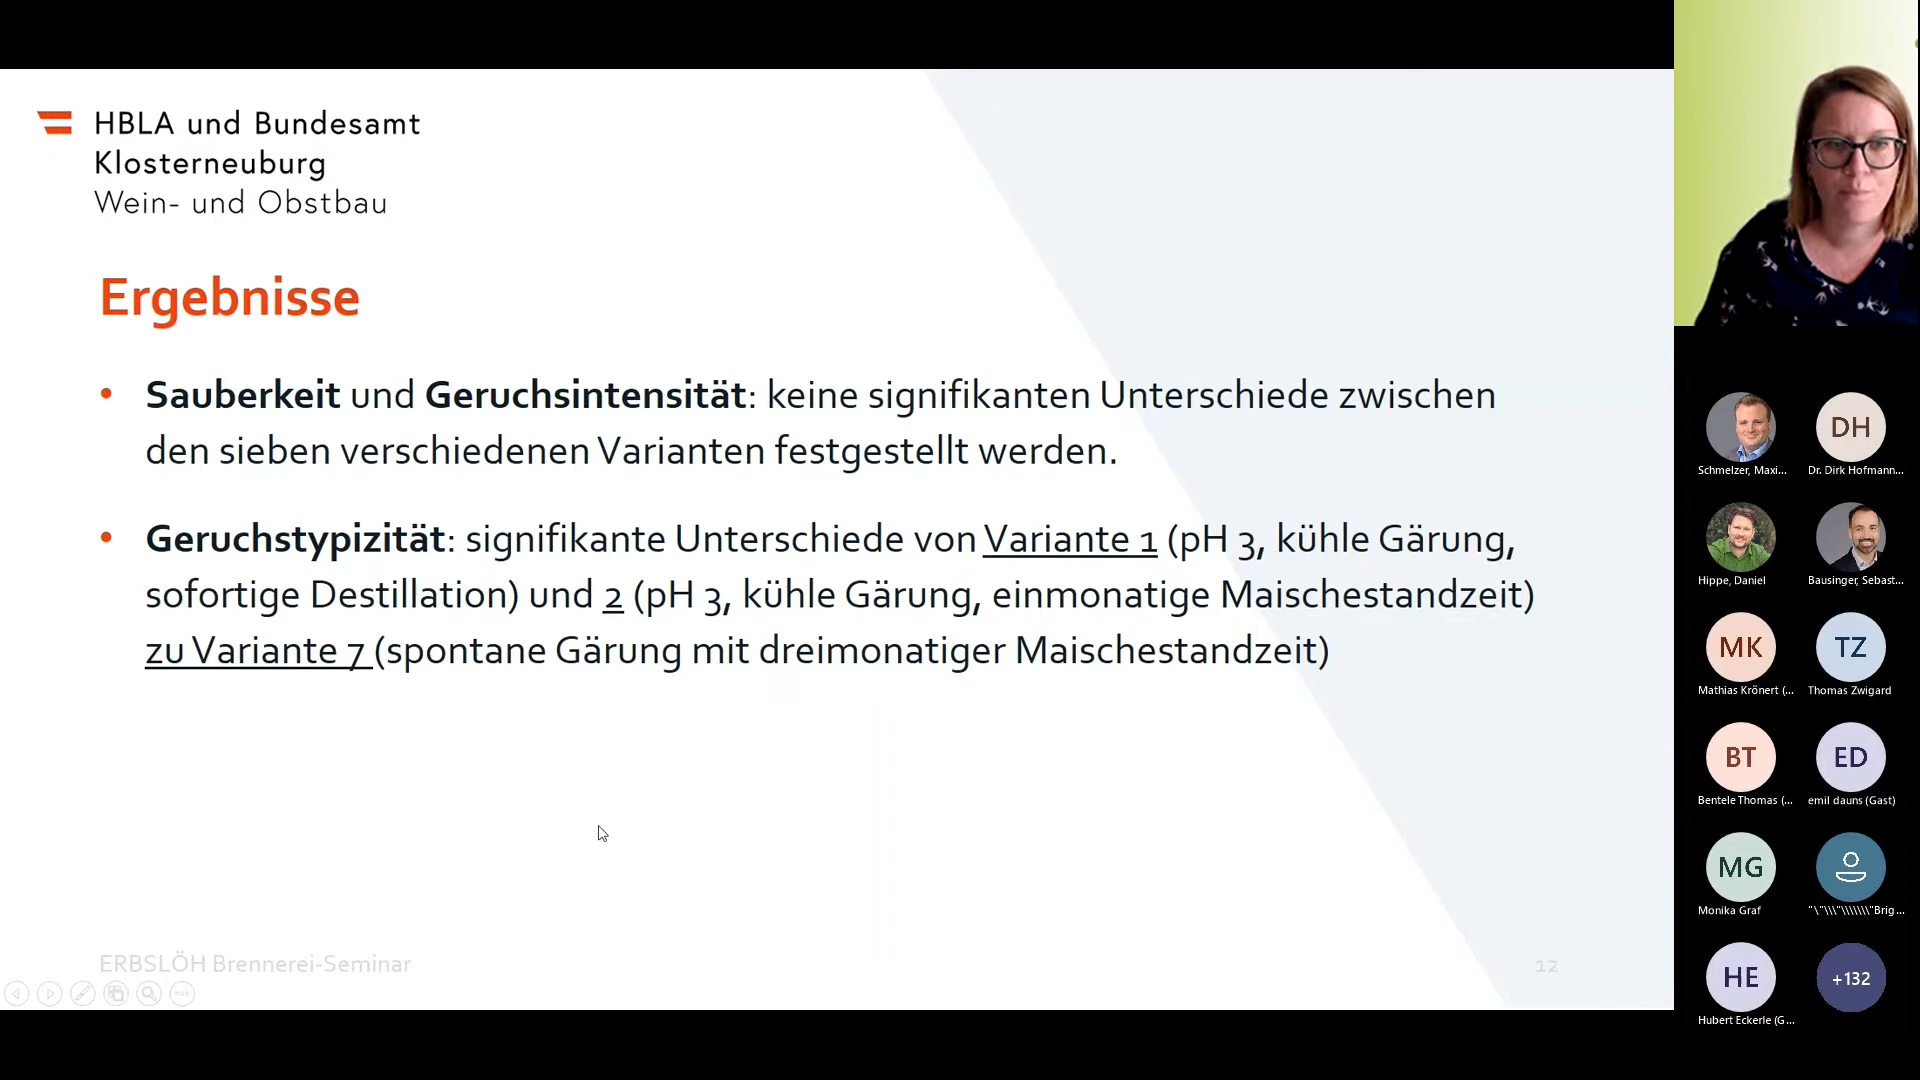 HBLA und Bundesamt
Klosterneuburg
Wein- und Obstbau
Ergebnisse
• Sauberkeit und Geruchsintensität: keine signifikanten Unterschiede zwischen
den sieben verschiedenen Varianten festgestellt werden.
• Geruchstypizität: signifikante Unterschiede von Variante 1 (pH 3, kühle Gärung,
sofortige Destillation) und 2 (pH 3, kühle Gärung, einmonatige Maischestandzeit)
zu Variante 7 (spontane Gärung mit dreimonatiger Maischestandzeit)
ERBSLÖH Brennerei-Seminar
12
Schmelzer, Maxi...
DH
Dr. Dirk Hofmann...
Hippe, Daniel
Bausinger, Sebast...
MK
Mathias Krönert (...
TZ
Thomas Zwigard
BT
Bentele Thomas (...
ED
emil dauns (Gast)
MG
Monika Graf
"\"\\\"\\\\\\\"Brig...
HE
Hubert Eckerle (G...
+132